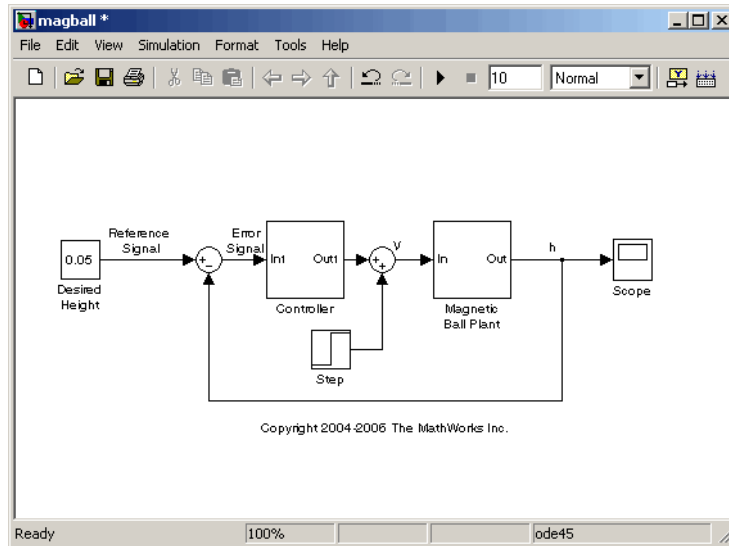 magball *
File Edit View Simulation Format Tools Help
10 Normal
Reference
Signal
Error
Signal
V
h
0.05
+
−
In1 Out1
+
+
In Out
Desired
Height
Controller
Magnetic
Ball Plant
Scope
Step
Copyright 2004-2006 The MathWorks Inc.
Ready 100% ode45